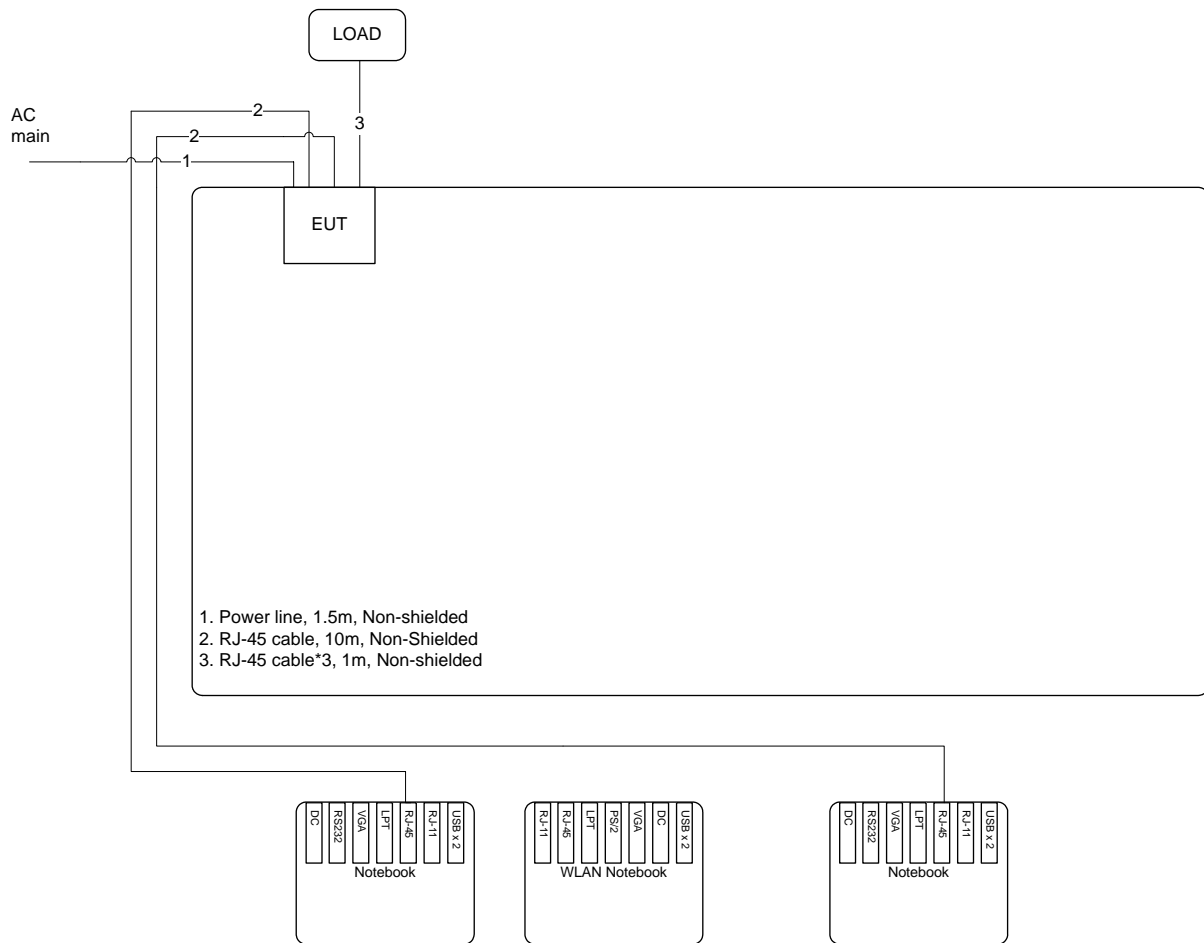 LOAD
AC
main
2
2
3
1
EUT
1. Power line, 1.5m, Non-shielded
2. RJ-45 cable, 10m, Non-Shielded
3. RJ-45 cable*3, 1m, Non-shielded
DC
RS232
VGA
LPT
RJ-45
RJ-11
USB x 2
Notebook
RJ-11
RJ-45
LPT
PS/2
VGA
DC
USB x 2
WLAN Notebook
DC
RS232
VGA
LPT
RJ-45
RJ-11
USB x 2
Notebook